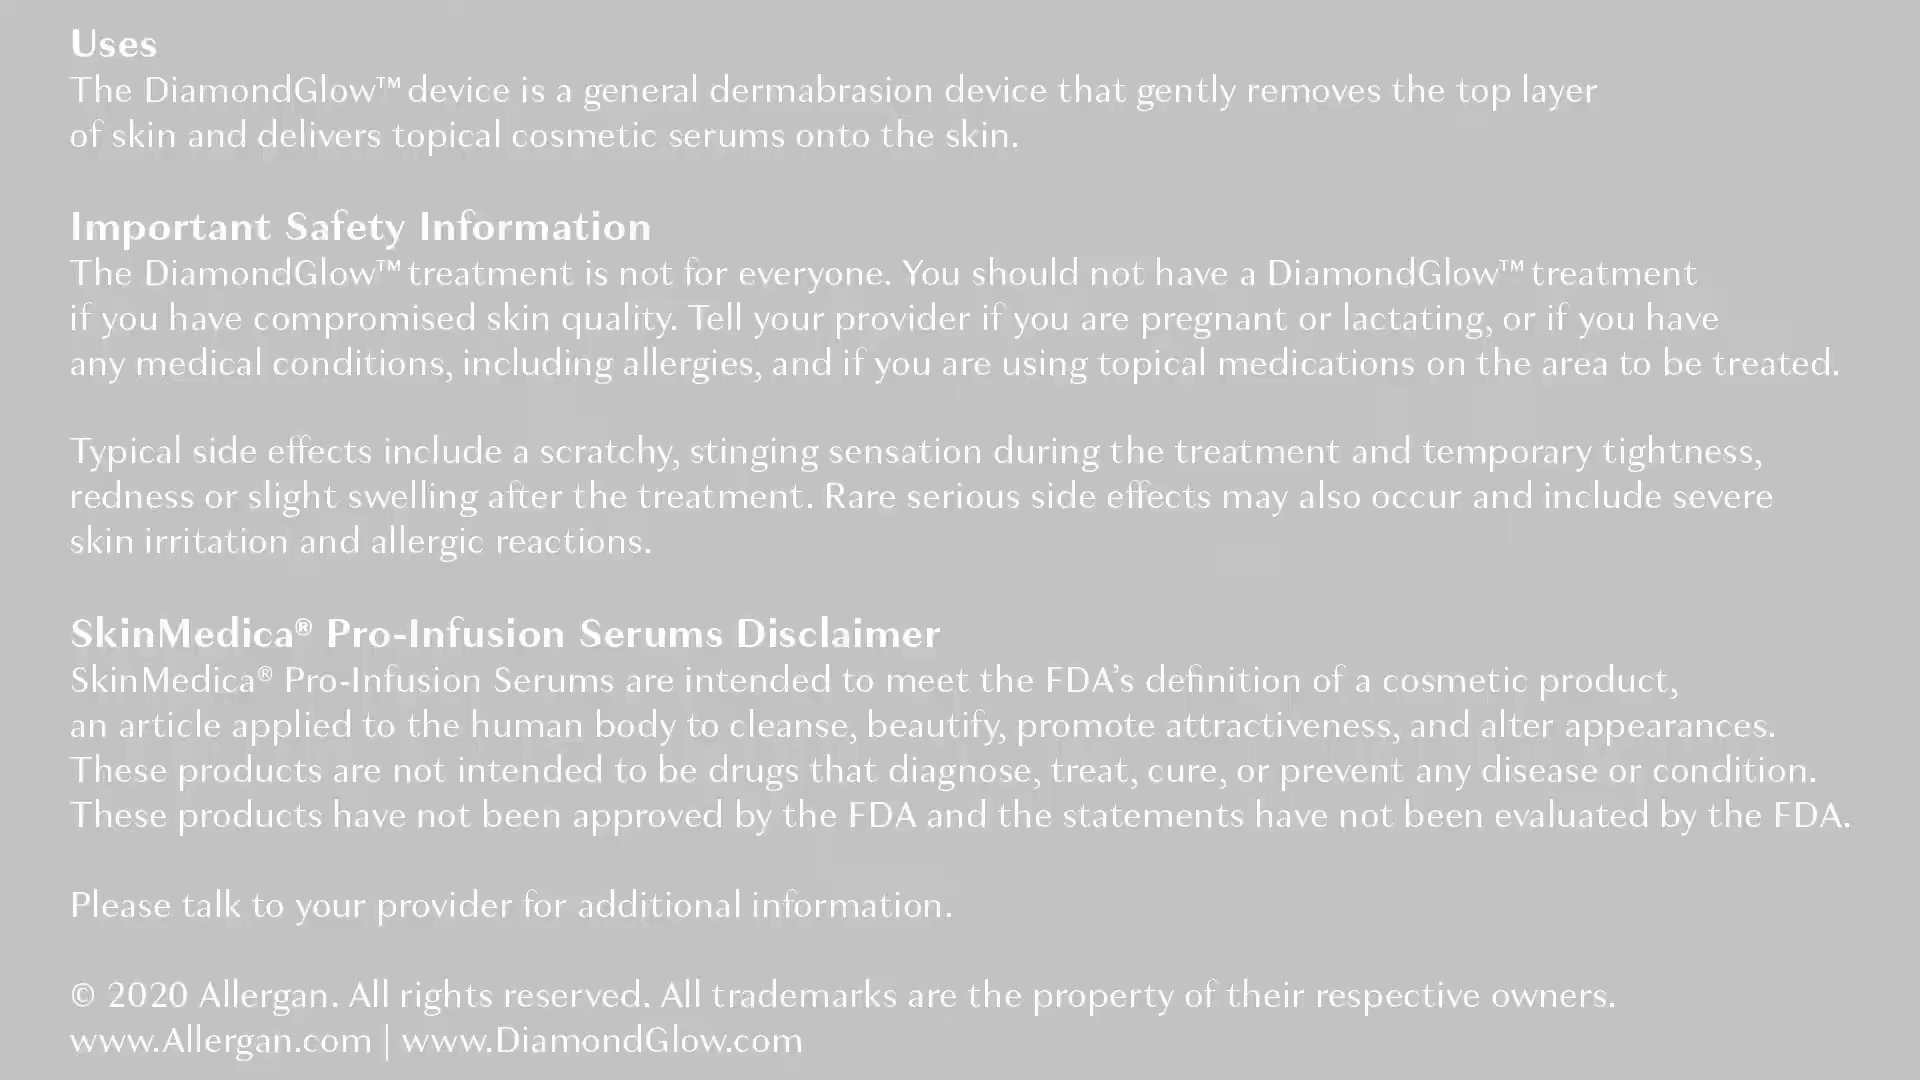 Uses
The DiamondGlow™ device is a general dermabrasion device that gently removes the top layer
of skin and delivers topical cosmetic serums onto the skin.
Important Safety Information
The DiamondGlow™ treatment is not for everyone. You should not have a DiamondGlow™ treatment
if you have compromised skin quality. Tell your provider if you are pregnant or lactating, or if you have
any medical conditions, including allergies, and if you are using topical medications on the area to be treated.
Typical side effects include a scratchy, stinging sensation during the treatment and temporary tightness,
redness or slight swelling after the treatment. Rare serious side effects may also occur and include severe
skin irritation and allergic reactions.
SkinMedica® Pro-Infusion Serums Disclaimer
SkinMedica® Pro-Infusion Serums are intended to meet the FDA’s definition of a cosmetic product,
an article applied to the human body to cleanse, beautify, promote attractiveness, and alter appearances.
These products are not intended to be drugs that diagnose, treat, cure, or prevent any disease or condition.
These products have not been approved by the FDA and the statements have not been evaluated by the FDA.
Please talk to your provider for additional information.
© 2020 Allergan. All rights reserved. All trademarks are the property of their respective owners.
www.Allergan.com | www.DiamondGlow.com